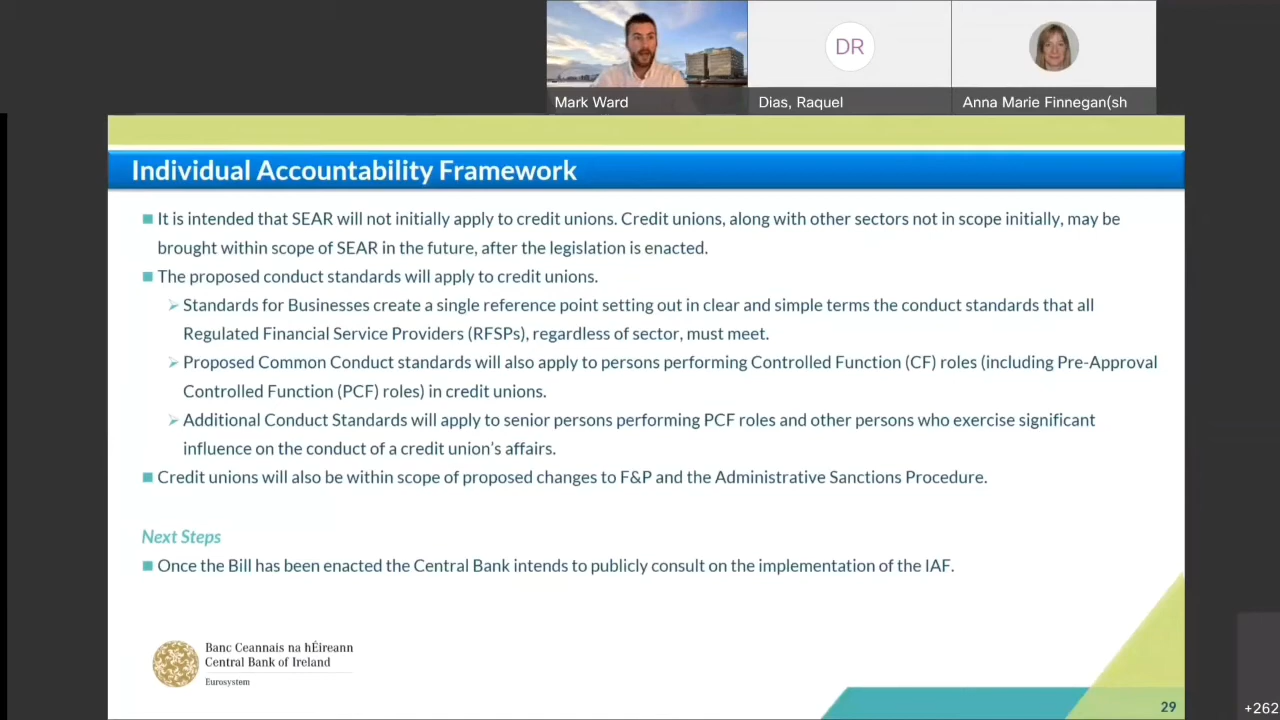 DR
Mark Ward
Dias, Raquel
Anna Marie Finnegan(sh
Individual Accountability Framework
It is intended that SEAR will not initially apply to credit unions. Credit unions, along with other sectors not in scope initially, may be
brought within scope of SEAR in the future, after the legislation is enacted.
The proposed conduct standards will apply to credit unions.
Standards for Businesses create a single reference point setting out in clear and simple terms the conduct standards that all
Regulated Financial Service Providers (RFSPs), regardless of sector, must meet.
Proposed Common Conduct standards will also apply to persons performing Controlled Function (CF) roles (including Pre-Approval
Controlled Function (PCF) roles) in credit unions.
Additional Conduct Standards will apply to senior persons performing PCF roles and other persons who exercise significant
influence on the conduct of a credit union's affairs.
Credit unions will also be within scope of proposed changes to F&P and the Administrative Sanctions Procedure.
Next Steps
Once the Bill has been enacted the Central Bank intends to publicly consult on the implementation of the IAF.
Banc Ceannais na hÉireann
Central Bank of Ireland
Eurosystem
29
+262